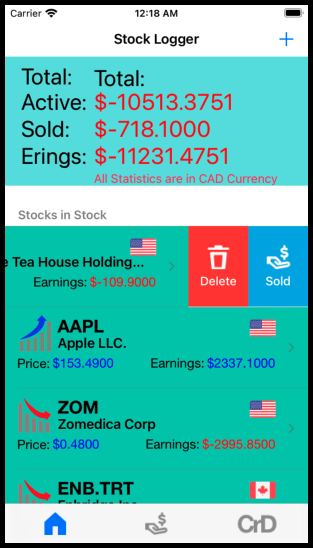 Carrier 12:18 AM
Stock Logger +
Total: Total:
Active: $-10513.3751
Sold: $-718.1000
Erings: $-11231.4751
All Statistics are in CAD Currency
Stocks in Stock
e Tea House Holding...
Earnings: $-109.9000
Delete Sold
AAPL
Apple LLC.
Price: $153.4900 Earnings: $2337.1000
ZOM
Zomedica Corp
Price: $0.4800 Earnings: $-2995.8500
ENB.TRT
Enbridge Inc.
CrD